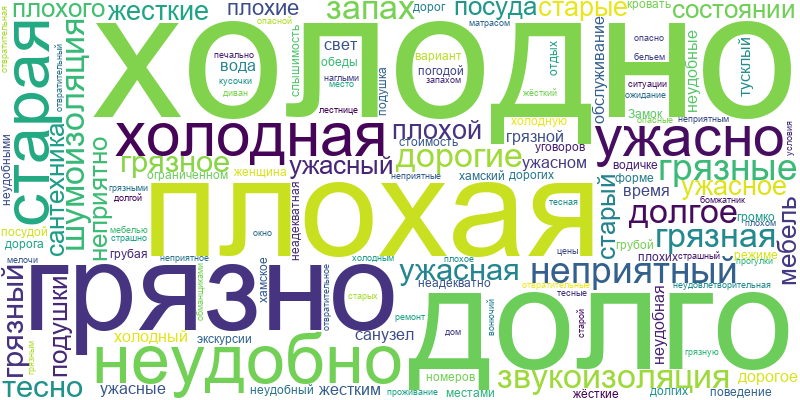 отвратительная
плохого
жесткие
плохие
опасной
запах
дорог
посуда
матрасом
старые
кровать
состоянии
холодно
старая
шумоизоляция
отвратительный
печально
вода
кусочки
диван
слышимость
свет
обеды
наглыми
место
лестнице
подушка
вариант
погодой
запахом
отдых
жёсткий
обслуживание
опасно
бельем
ситуации
ожидание
Замок
опасные
неудобные
тусклый
неприятным
условия
неудобными
сантехника
неприятно
холодная
плохой
стоимость
холодную
грязной
уговоров
ужасно
грязное
ограниченном
ужасный
женщина
дорогие
неприятные
хамский
дорогих
ужасном
водичке
форме
время
старый
грязные
ужасное
бомжатник
мебель
грязными
долгой
мебелью
страшно
посудой
дорога
мелочи
грубая
неадекватная
плохая
тесная
долгое
грубой
громко
плохом
грязная
режиме
прогулки
плохих
страшный
грязный
подушки
грязно
неприятное
обманщиками
хамское
окно
отвратительное
холодным
старых
ужасная
плохое
неадекватно
неприятный
цены
отвратительные
тесные
неудобная
неудовлетворительная
тесно
грязным
холодный
неудобно
экскурсии
ремонт
санузел
дом
долго
вонючий
старой
звукоизоляция
грязную
дорогое
ужасные
неудобный
жестким
проживание
номеров
местами
жёсткие
долгих
поведение